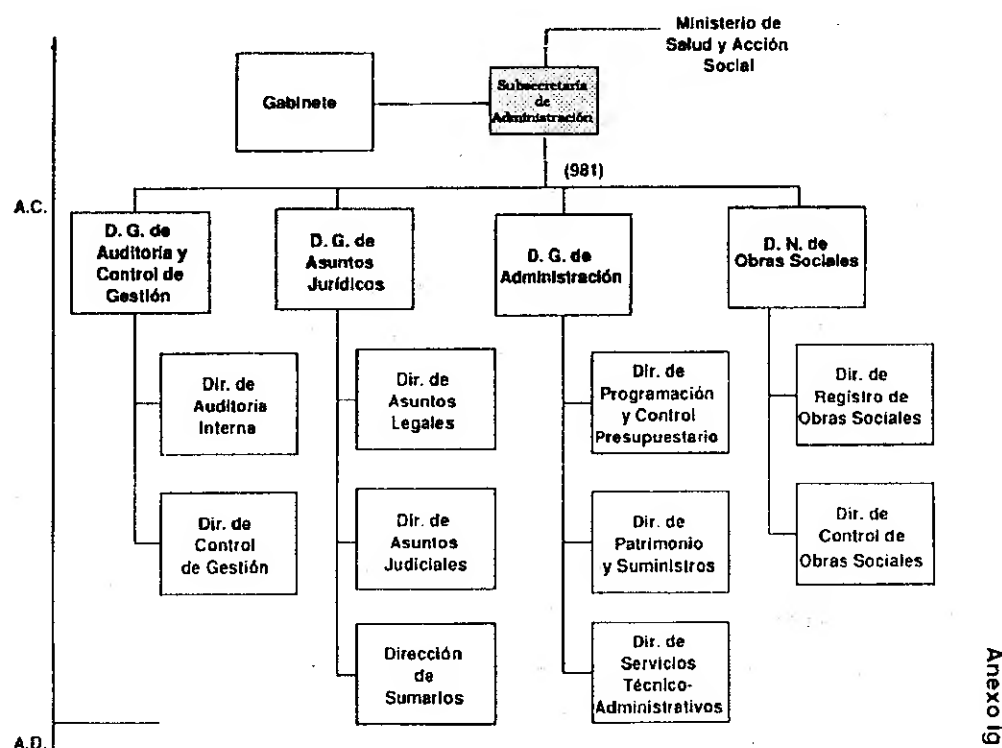 Ministerio de
Salud y Acción
Social
Gabinete
Subsecretaría
de
Administración
(981)
A.C.
D. G. de
Auditoría y
Control de
Gestión
D. G. de
Asuntos
Jurídicos
D. G. de
Administración
D. N. de
Obras Sociales
Dir. de
Auditoría
Interna
Dir. de
Asuntos
Legales
Dir. de
Programación
y Control
Presupuestario
Dir. de
Registro de
Obras Sociales
Dir. de
Control
de Gestión
Dir. de
Asuntos
Judiciales
Dir. de
Patrimonio
y Suministros
Dir. de
Control de
Obras Sociales
Dirección
de
Sumarios
Dir. de
Servicios
Técnico-
Administrativos
A.D.
Anexo Ig